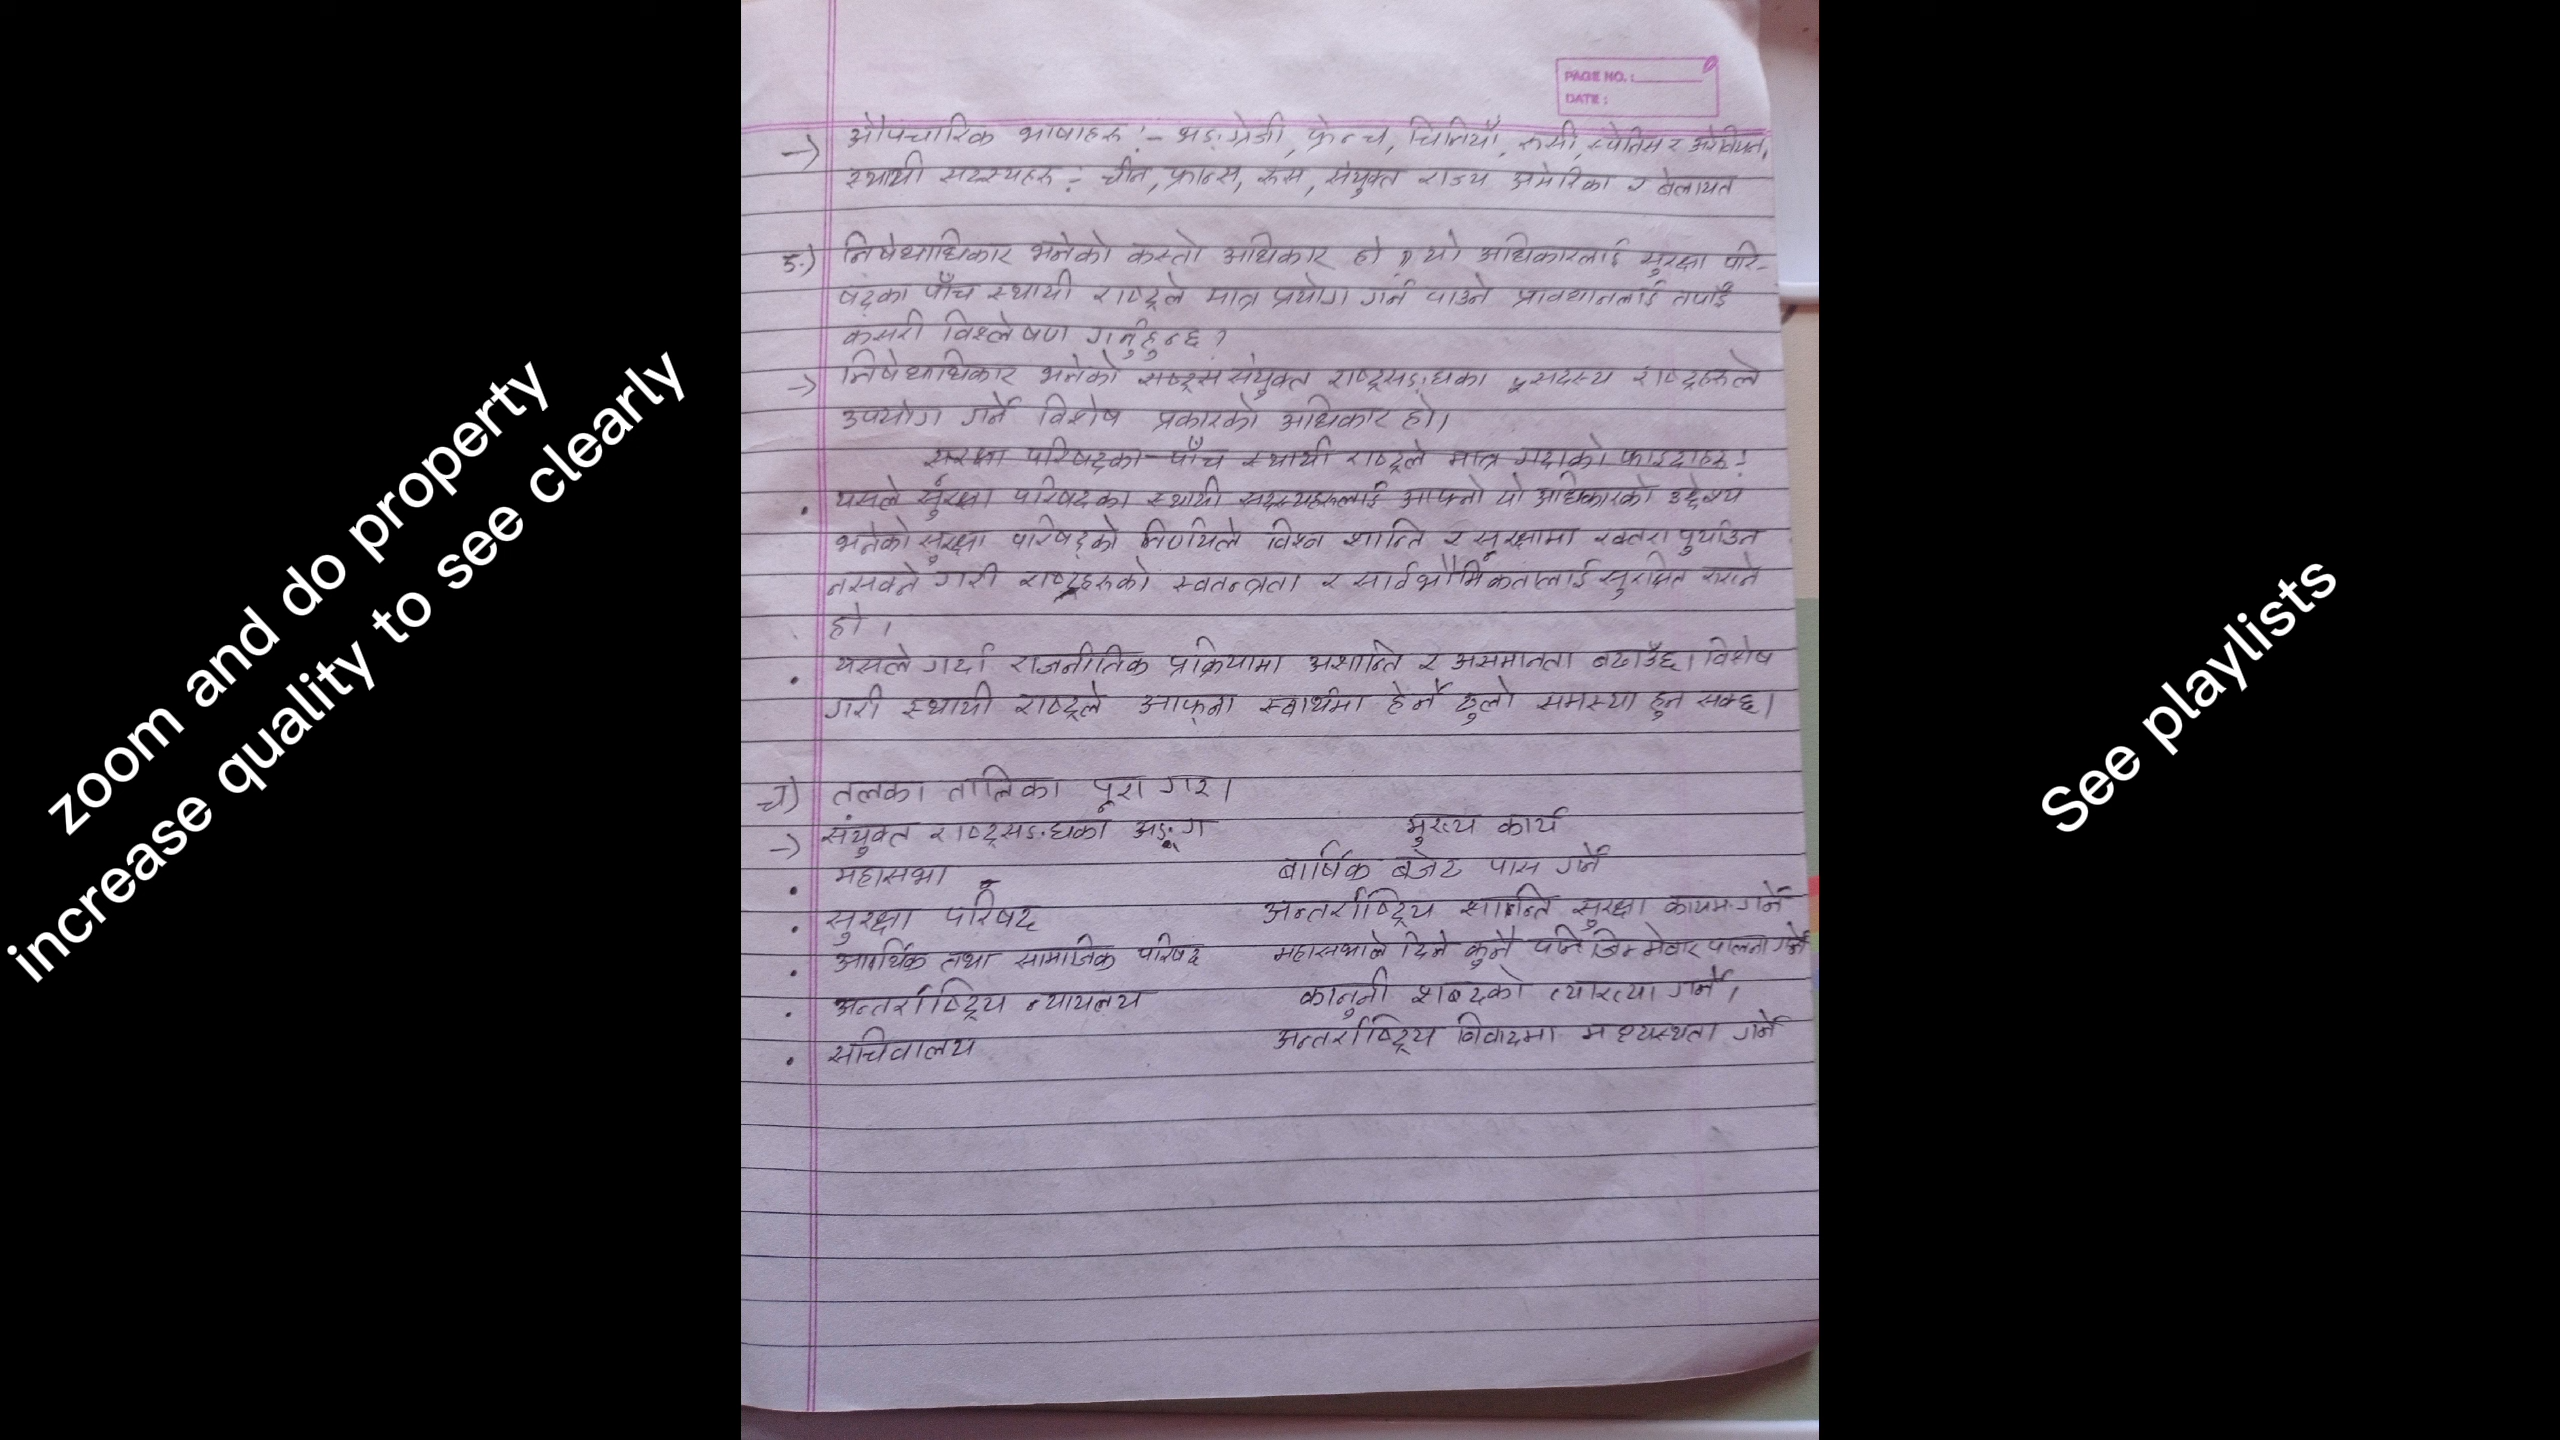 zoom and do property
increase quality to see clearly
See playlists
PAGE NO.:
DATE:
-> औपचारिक भाषाहरू :- अङ्ग्रेजी, फ्रेन्च, चिनियाँ, रूसी, स्पेनिस र अरेबियन,
स्थायी सदस्यहरू :- चीन, फ्रान्स, रूस, संयुक्त राज्य अमेरिका र बेलायत
ङ.) निषेधाधिकार भनेको कस्तो अधिकार हो ? यो अधिकारलाई सुरक्षा परि-
षद्का पाँच स्थायी राष्ट्रले मात्र प्रयोग गर्न पाउने प्रावधानलाई तपाईं
कसरी विश्लेषण गर्नुहुन्छ ?
-> निषेधाधिकार भनेको संयुक्त राष्ट्रसङ्घका ५ सदस्य राष्ट्रहरूले
उपयोग गर्ने विशेष प्रकारको अधिकार हो।
सुरक्षा परिषद्का पाँच स्थायी राष्ट्रले मात्र गर्दाको फाइदाहरू :-
• यसले सुरक्षा परिषद्का स्थायी सदस्यहरूलाई आफ्नो यो अधिकारको उद्देश्य
भनेको सुरक्षा परिषद्को निर्णयले विश्व शान्ति र सुरक्षामा खतरा पुर्याउन
नसक्ने गरी राष्ट्रहरूको स्वतन्त्रता र सार्वभौमिकतालाई सुरक्षित राख्ने
हो ।
• यसले गर्दा राजनीतिक प्रक्रियामा अशान्ति र असमानता बढाउँछ। विशेष
गरी स्थायी राष्ट्रले आफ्ना स्वार्थमा हेर्ने ठुलो समस्या हुन सक्छ।
च) तलका तालिका पूरा गर।
-> संयुक्त राष्ट्रसङ्घका अङ्ग मुख्य कार्य
• महासभा बार्षिक बजेट पास गर्ने
• सुरक्षा परिषद अन्तर्राष्ट्रिय शान्ति सुरक्षा कायम गर्ने
• आर्थिक तथा सामाजिक परिषद महासभाले दिने कुनै पनि जिम्मेवार पालना गर्ने
• अन्तर्राष्ट्रिय न्यायलय कानुनी शब्दको व्याख्या गर्ने।
• सचिवालय अन्तर्राष्ट्रिय विवादमा मध्यस्थता गर्ने